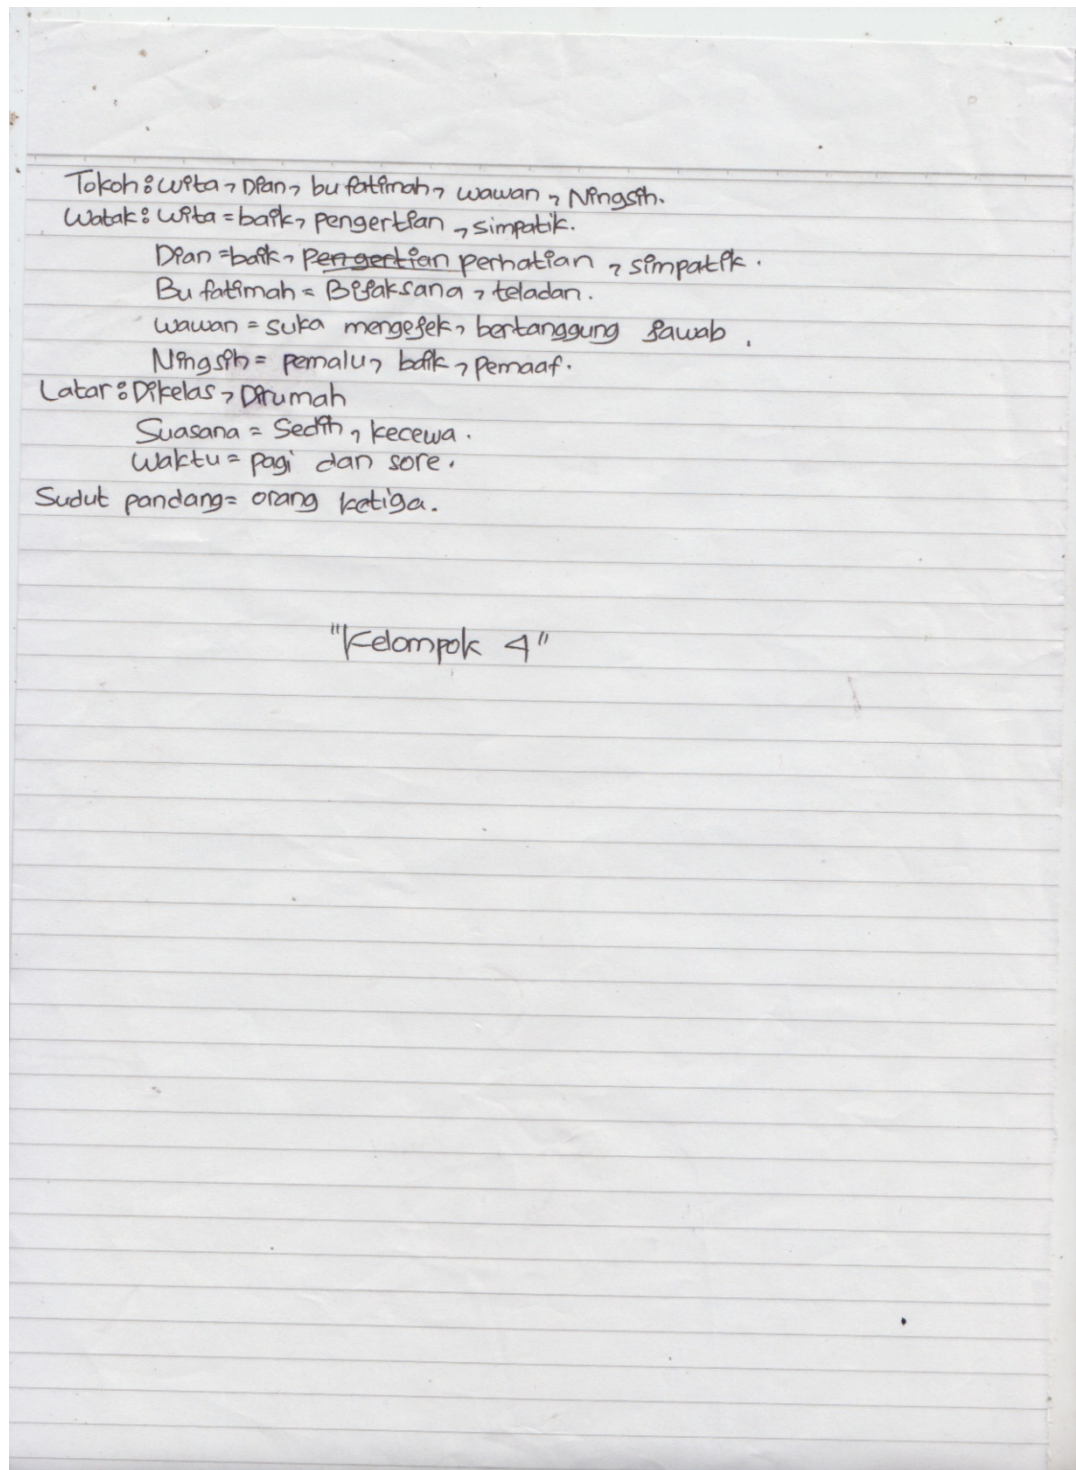 Tokoh : wita, Dian, bu fatimah, wawan, Ningsih.
Watak : wita = baik, pengertian, simpatik.
Dian = baik, pengertian perhatian, simpatik.
Bu fatimah = Bijaksana, teladan.
wawan = suka mengejek, bertanggung jawab.
Ningsih = pemalu, baik, pemaaf.
Latar : Dikelas, Dirumah
Suasana = Sedih, kecewa.
Waktu = pagi dan sore.
Sudut pandang = orang ketiga.
"Kelompok 4"